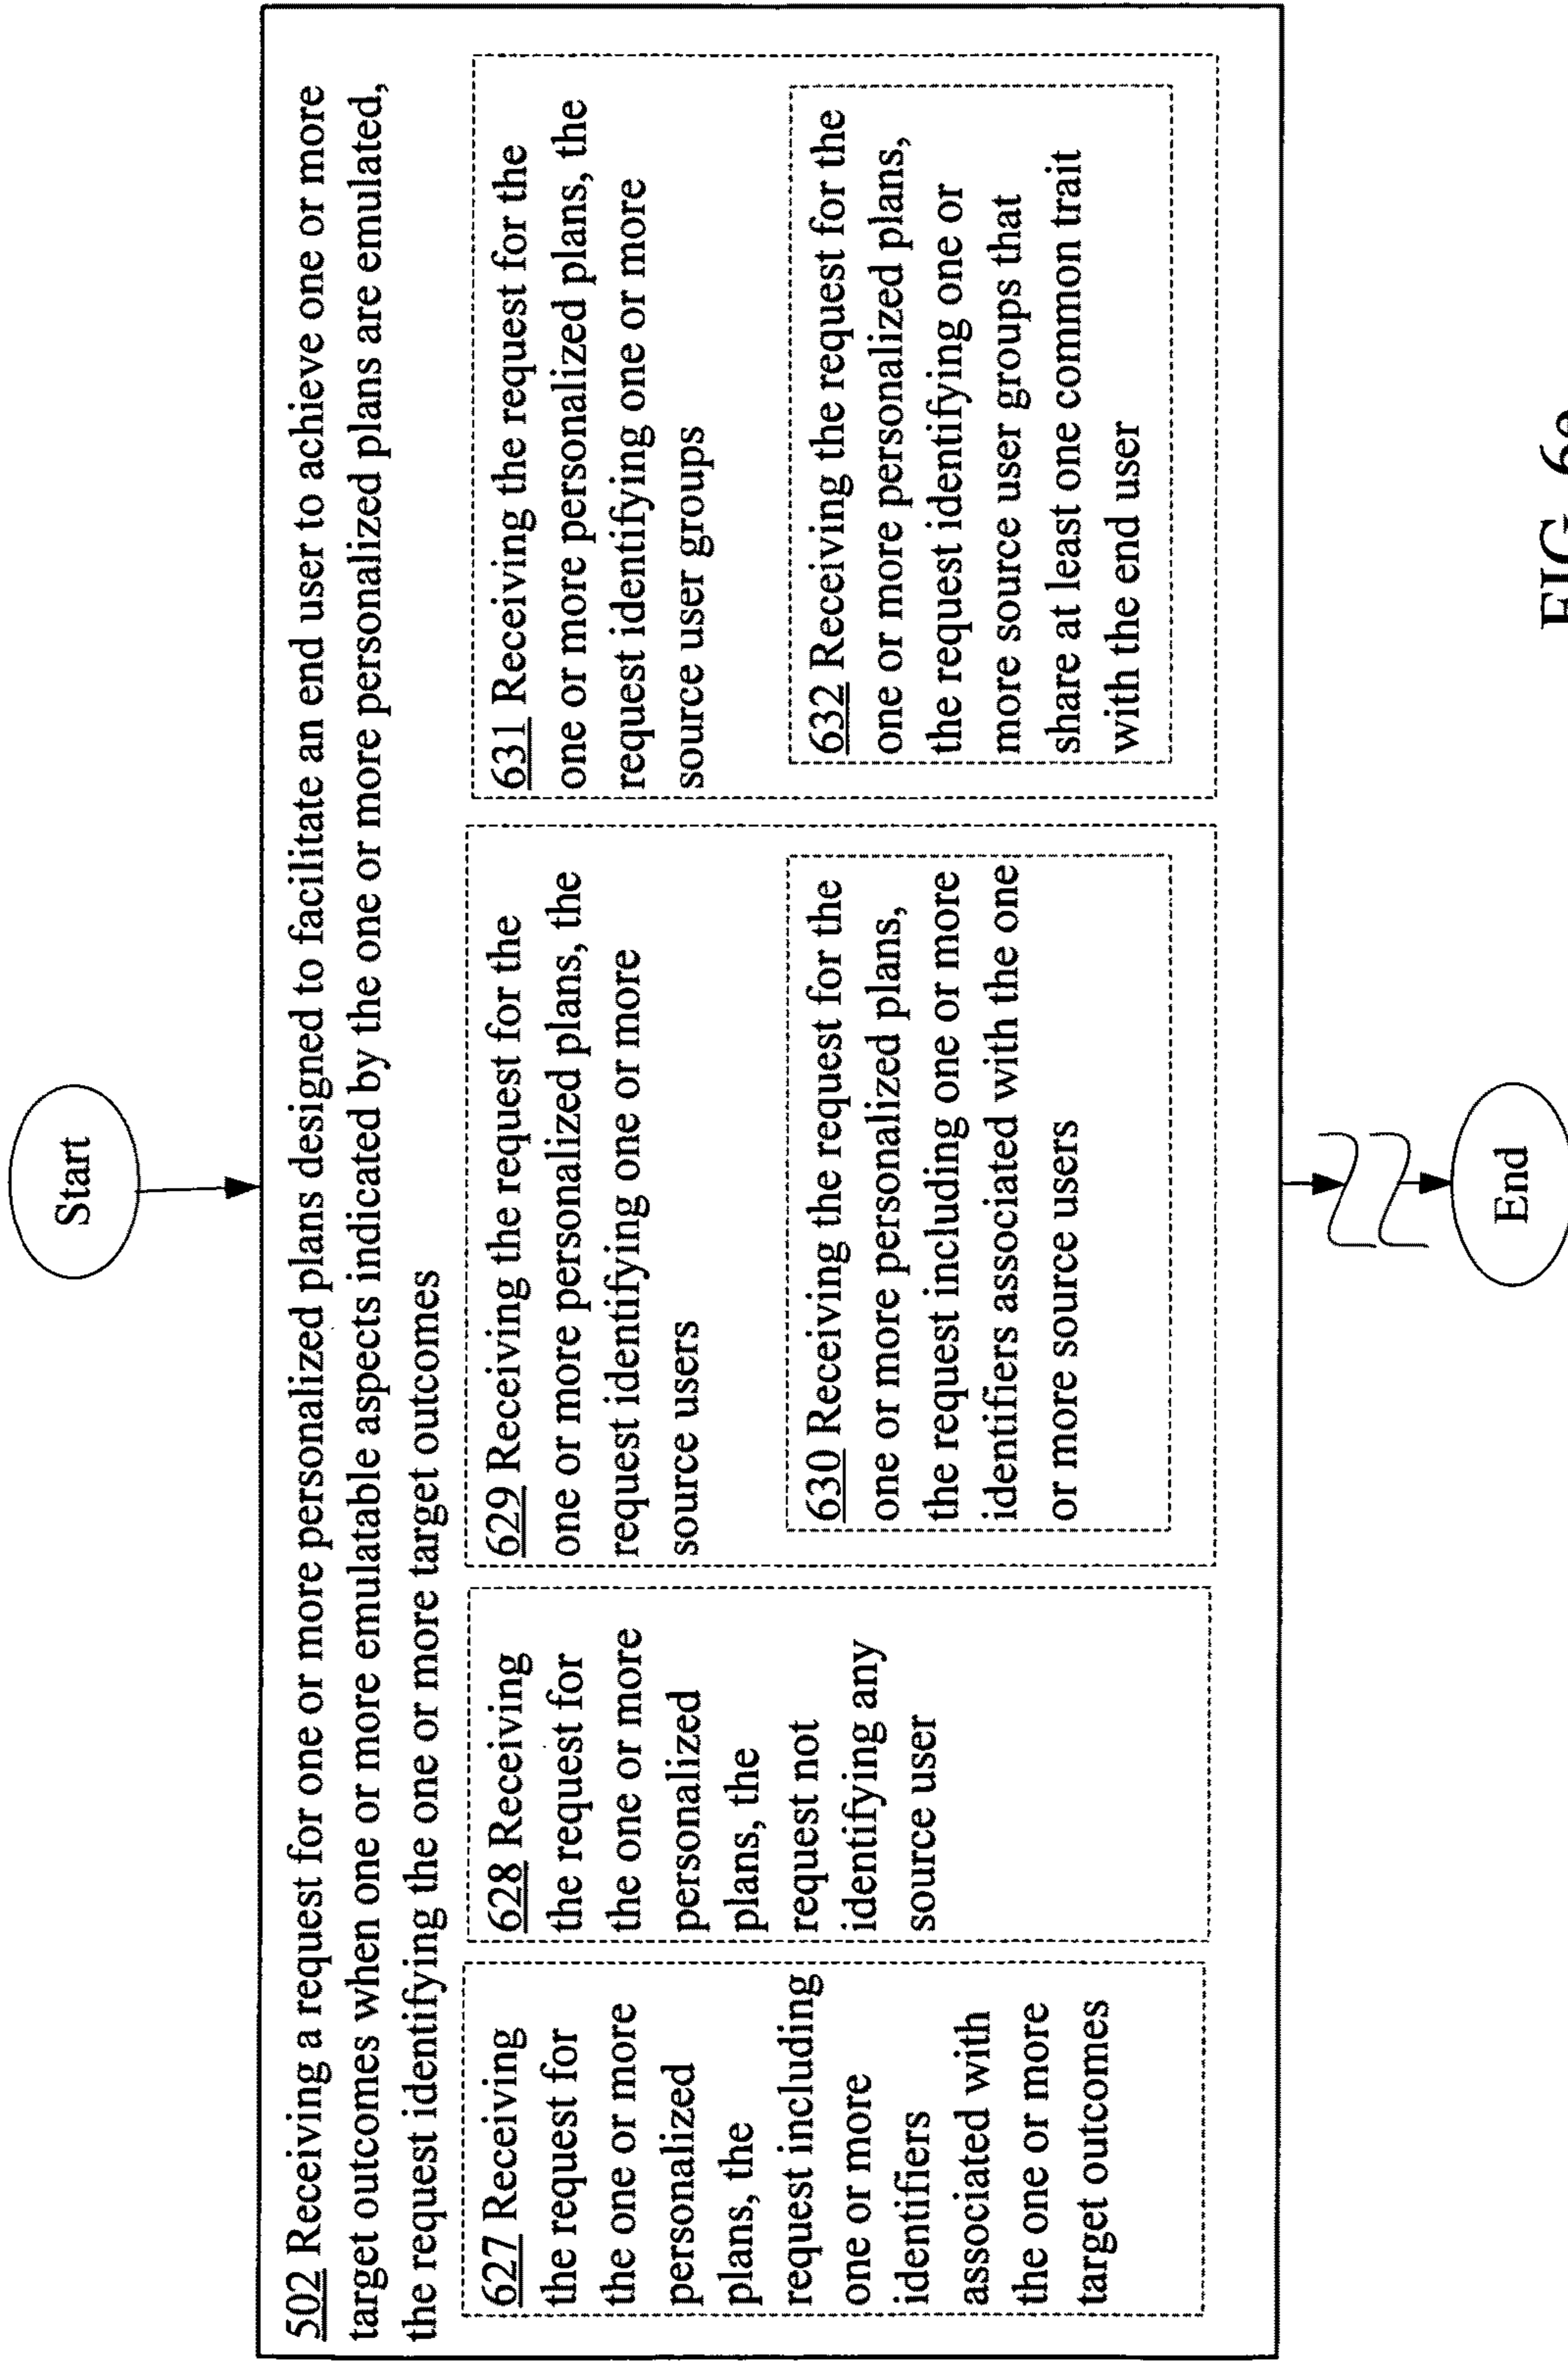 Start
502 Receiving a request for one or more personalized plans designed to facilitate an end user to achieve one or more
target outcomes when one or more emulatable aspects indicated by the one or more personalized plans are emulated,
the request identifying the one or more target outcomes
627 Receiving
the request for
the one or more
personalized
plans, the
request including
one or more
identifiers
associated with
the one or more
target outcomes
628 Receiving
the request for
the one or more
personalized
plans, the
request not
identifying any
source user
629 Receiving the request for the
one or more personalized plans, the
request identifying one or more
source users
630 Receiving the request for the
one or more personalized plans,
the request including one or more
identifiers associated with the one
or more source users
631 Receiving the request for the
one or more personalized plans, the
request identifying one or more
source user groups
632 Receiving the request for the
one or more personalized plans,
the request identifying one or
more source user groups that
share at least one common trait
with the end user
End
FIG. 6e